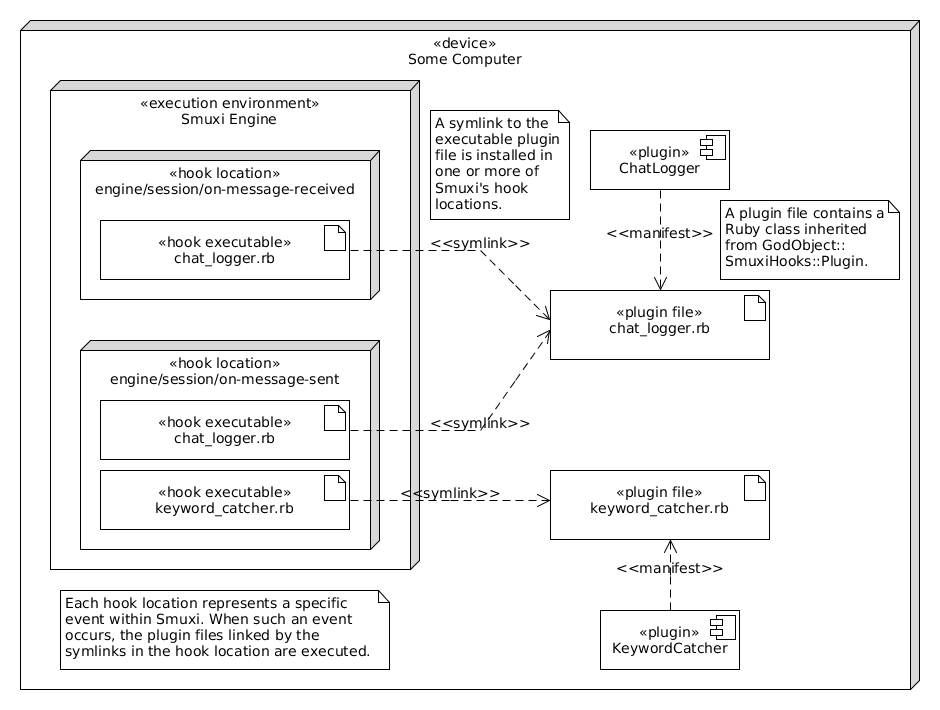 «device»
Some Computer
«execution environment»
Smuxi Engine
«hook location»
engine/session/on-message-received
«hook executable»
chat_logger.rb
«hook location»
engine/session/on-message-sent
«hook executable»
chat_logger.rb
«hook executable»
keyword_catcher.rb
Each hook location represents a specific
event within Smuxi. When such an event
occurs, the plugin files linked by the
symlinks in the hook location are executed.
A symlink to the
executable plugin
file is installed in
one or more of
Smuxi's hook
locations.
<<symlink>>
<<symlink>>
<<symlink>>
«plugin»
ChatLogger
<<manifest>>
A plugin file contains a
Ruby class inherited
from GodObject::
SmuxiHooks::Plugin.
«plugin file»
chat_logger.rb
«plugin file»
keyword_catcher.rb
<<manifest>>
«plugin»
KeywordCatcher